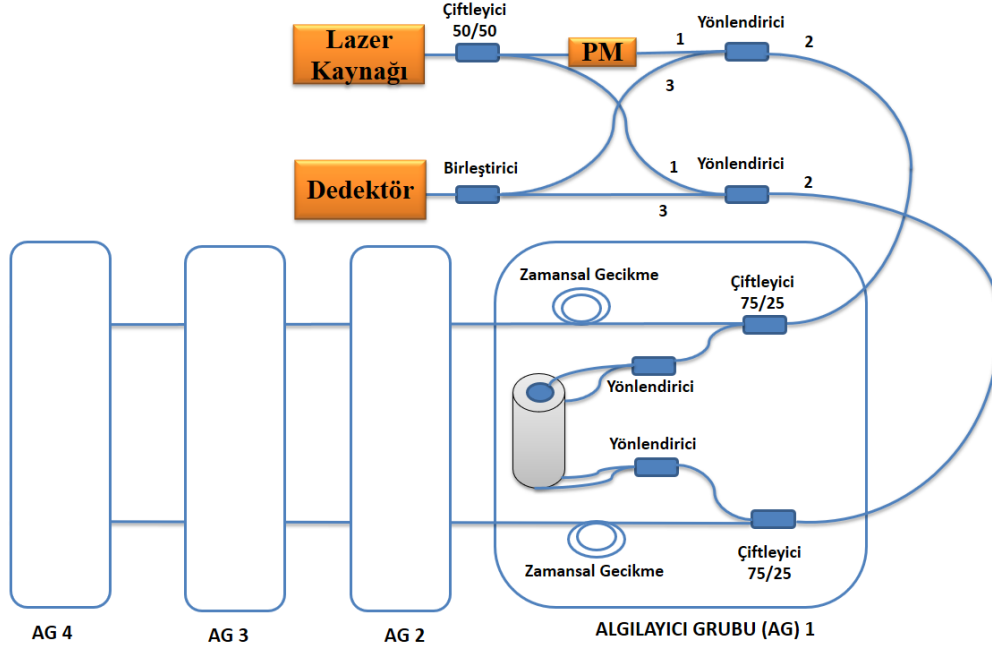 Çiftleyici
50/50
Lazer
Kaynağı
PM
1
Yönlendirici
2
3
Dedektör
Birleştirici
1
Yönlendirici
2
3
Zamansal Gecikme
Çiftleyici
75/25
Yönlendirici
Yönlendirici
Zamansal Gecikme
Çiftleyici
75/25
AG 4
AG 3
AG 2
ALGILAYICI GRUBU (AG) 1